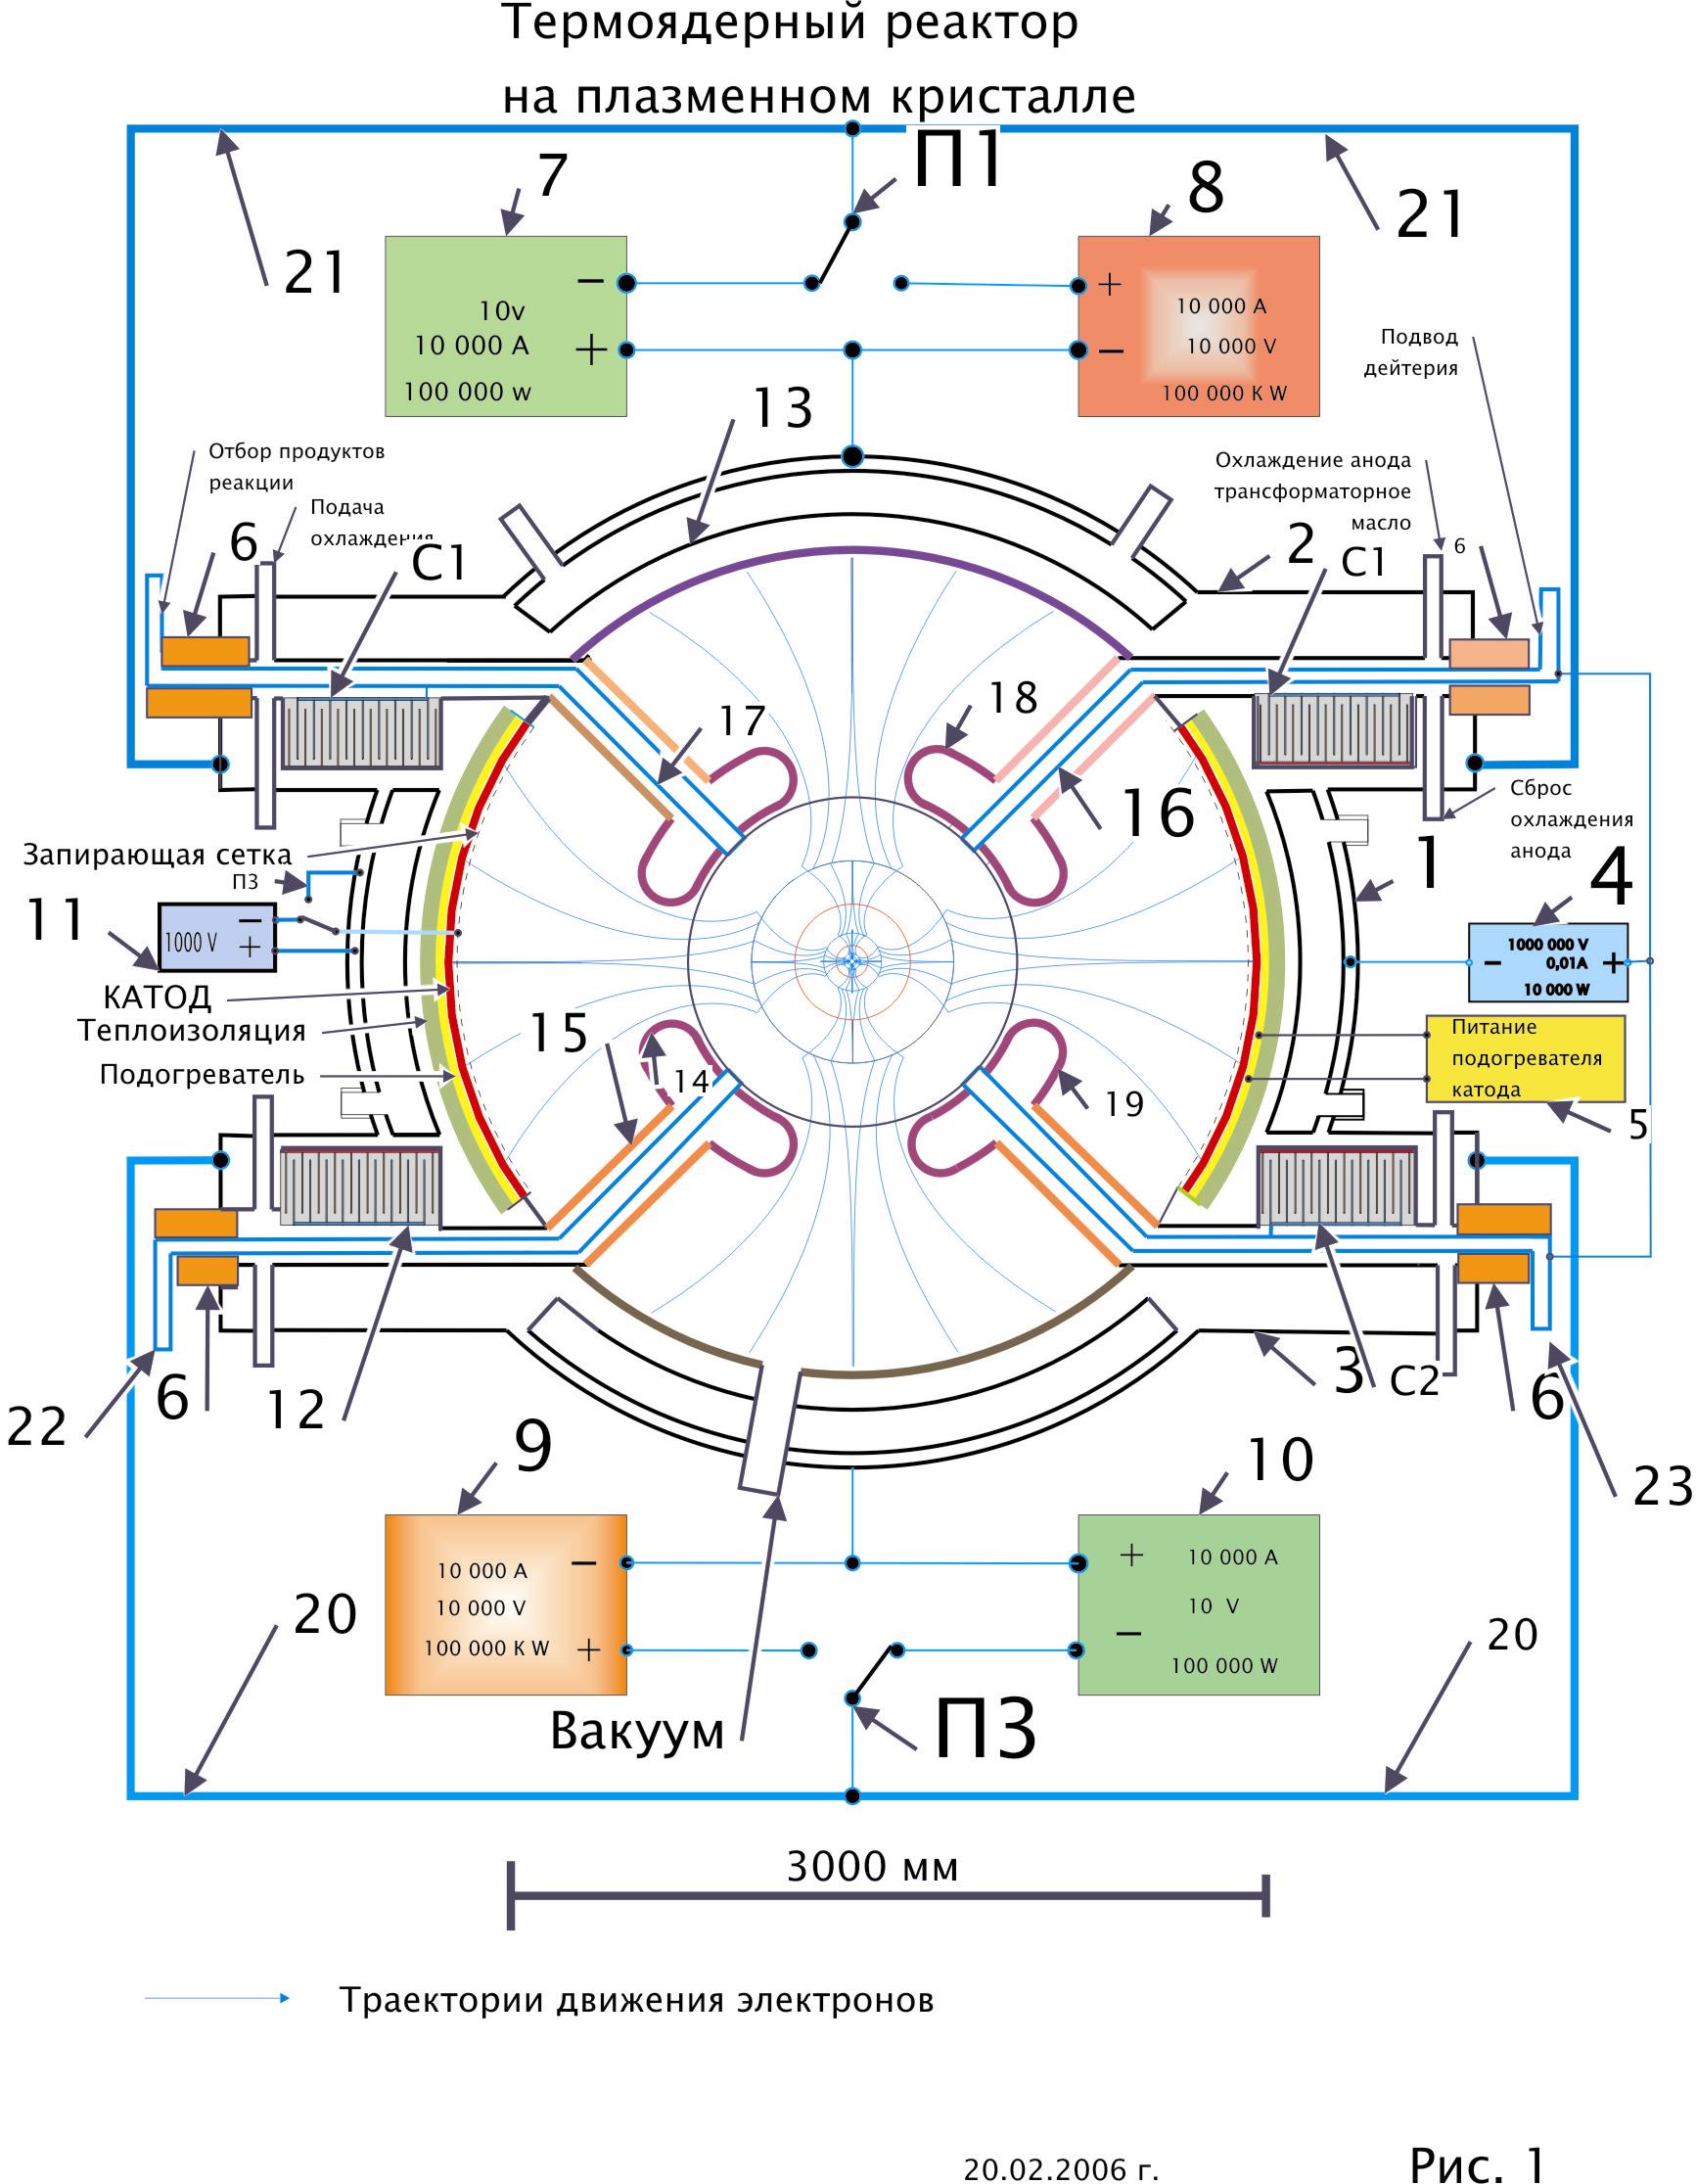 Термоядерный реактор
на плазменном кристалле
П1
7
8
21
21
−
10v
10 000 A
+
100 000 w
+
10 000 A
−
10 000 V
100 000 K W
Подвод
дейтерия
13
Отбор продуктов
реакции
Подача
охлаждения
6
С1
Охлаждение анода
трансформаторное
масло
2
С1
6
17
18
16
Сброс
охлаждения
анода
Запирающая сетка
П3
11
1000 V
−
+
1
4
1000 000 V
−
0,01A
+
10 000 W
КАТОД
Теплоизоляция
Подогреватель
15
14
19
Питание
подогревателя
катода
5
22
6
12
3
С2
6
23
9
10
10 000 A
−
10 000 V
100 000 K W
+
+
10 000 A
10 V
−
100 000 W
20
20
Вакуум
П3
3000 мм
Траектории движения электронов
20.02.2006 г.
Рис. 1